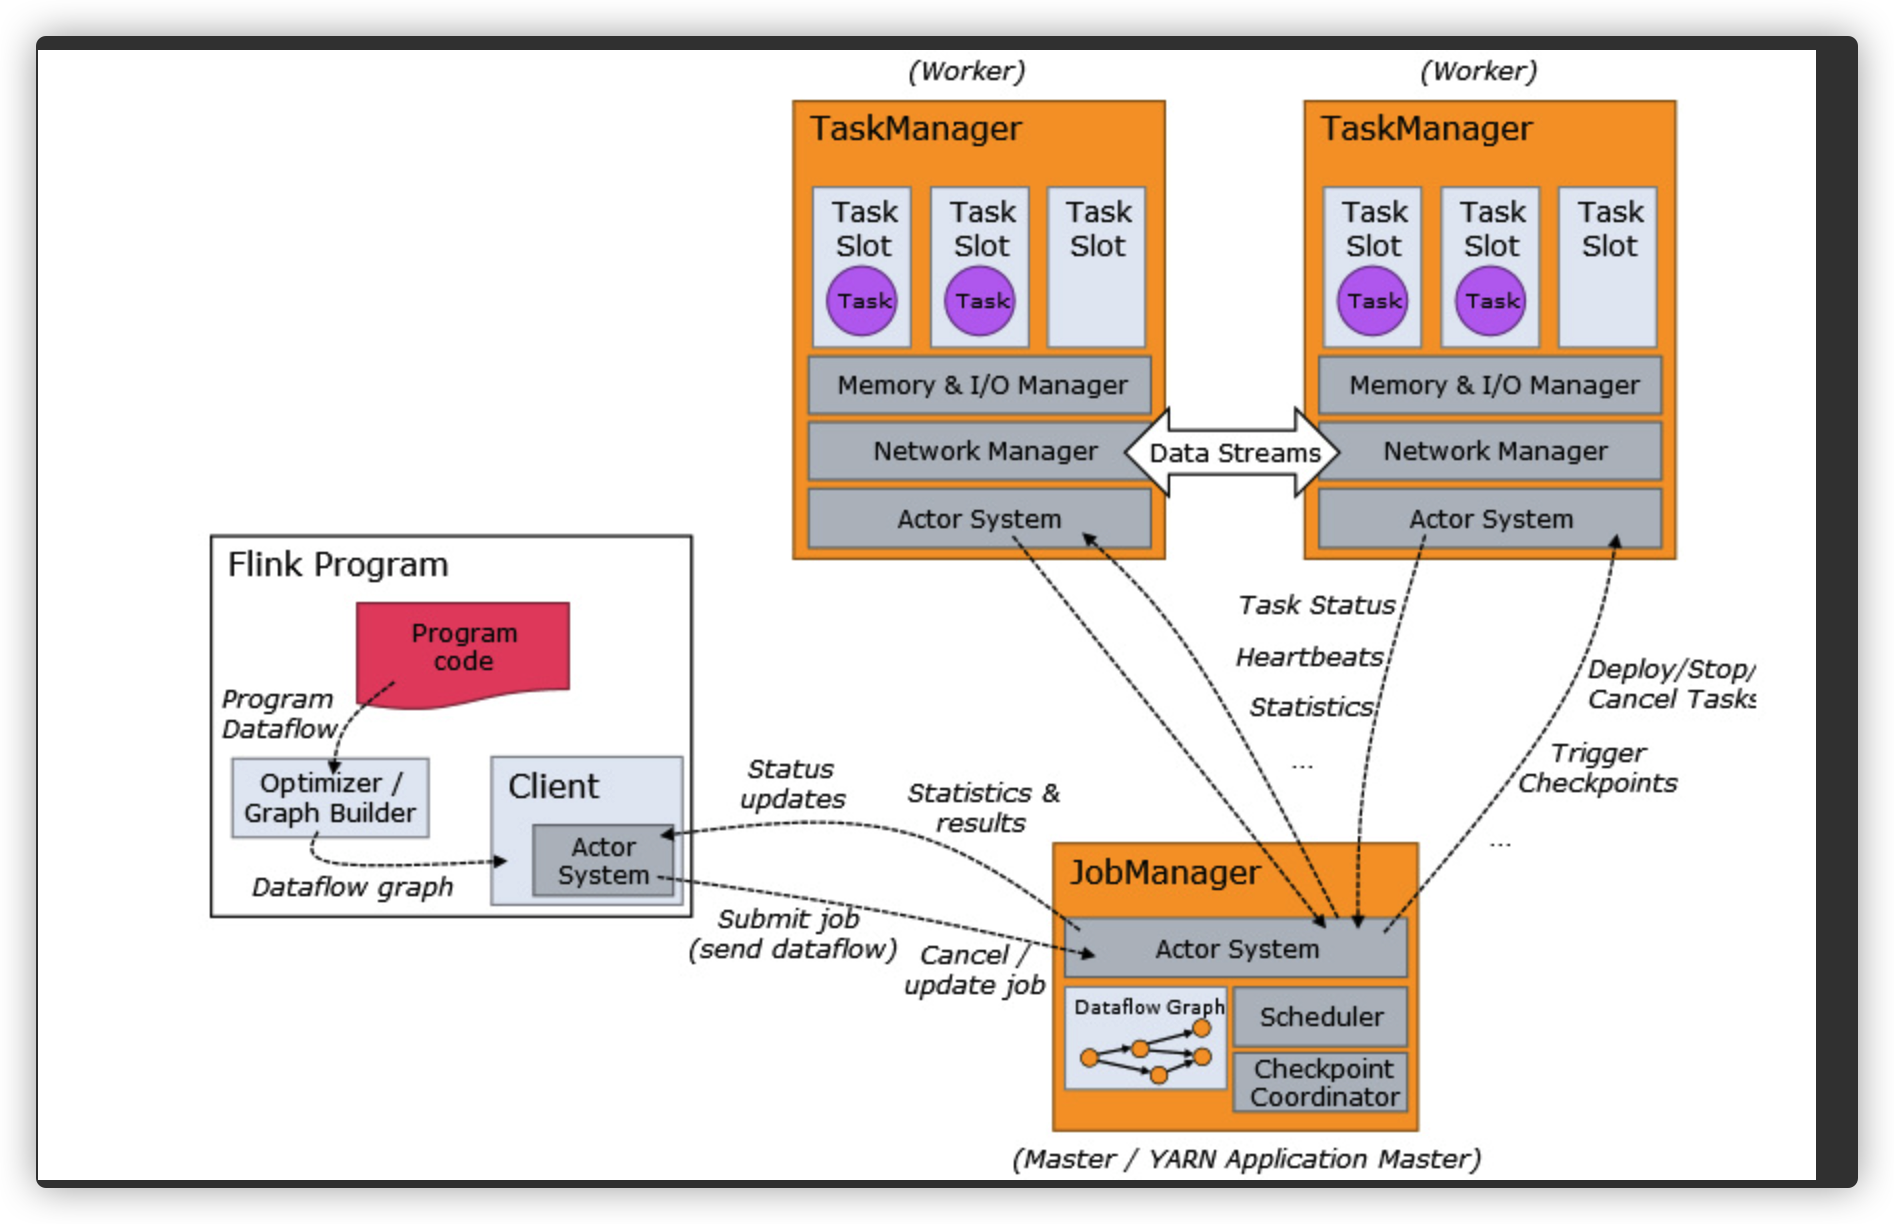 (Worker)
TaskManager
Task
Slot
Task
Task
Slot
Task
Task
Slot
Memory & I/O Manager
Network Manager
Actor System
(Worker)
TaskManager
Task
Slot
Task
Task
Slot
Task
Task
Slot
Memory & I/O Manager
Network Manager
Actor System
Data Streams
Flink Program
Program
code
Program
Dataflow
Optimizer /
Graph Builder
Dataflow graph
Client
Actor
System
Status
updates
Statistics &
results
Submit job
(send dataflow)
Cancel /
update job
Task Status
Heartbeats
Statistics
...
Deploy/Stop/
Cancel Tasks
Trigger
Checkpoints
...
JobManager
Actor System
Dataflow Graph
Scheduler
Checkpoint
Coordinator
(Master / YARN Application Master)